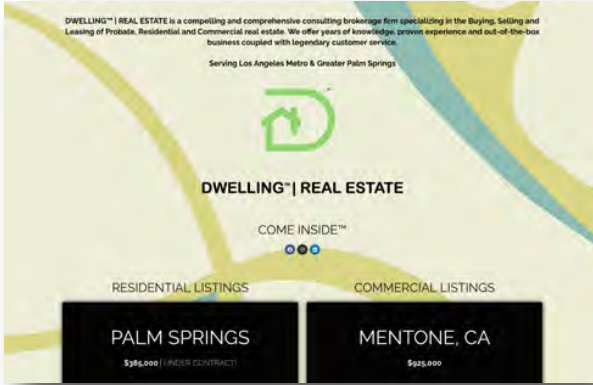 DWELLING™ | REAL ESTATE is a compelling and comprehensive consulting brokerage firm specializing in the Buying, Selling and
Leasing of Probate, Residential and Commercial real estate. We offer years of knowledge, proven experience and out-of-the-box
business coupled with legendary customer service.
Serving Los Angeles Metro & Greater Palm Springs
DWELLING™ | REAL ESTATE
COME INSIDE™
RESIDENTIAL LISTINGS
COMMERCIAL LISTINGS
PALM SPRINGS
MENTONE, CA
$385,000 | UNDER CONTRACT!
$925,000